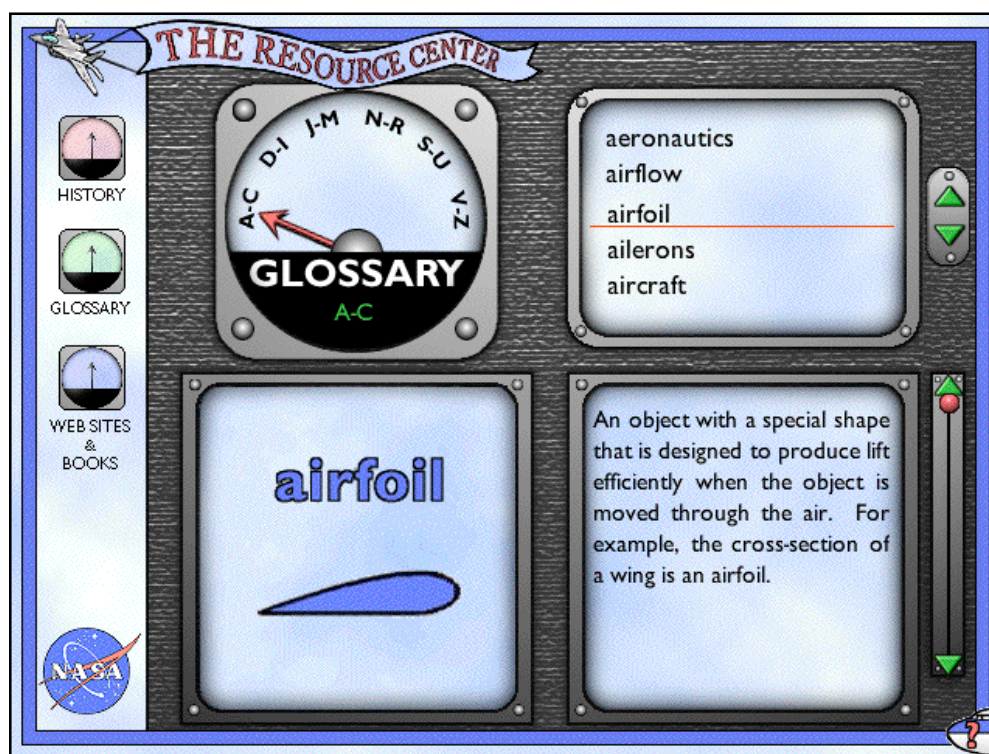 THE RESOURCE CENTER
HISTORY
GLOSSARY
WEB SITES
&
BOOKS
NASA
A-C
D-I
J-M
N-R
S-U
V-Z
GLOSSARY
A-C
aeronautics
airflow
airfoil
ailerons
aircraft
airfoil
An object with a special shape
that is designed to produce lift
efficiently when the object is
moved through the air. For
example, the cross-section of
a wing is an airfoil.
?